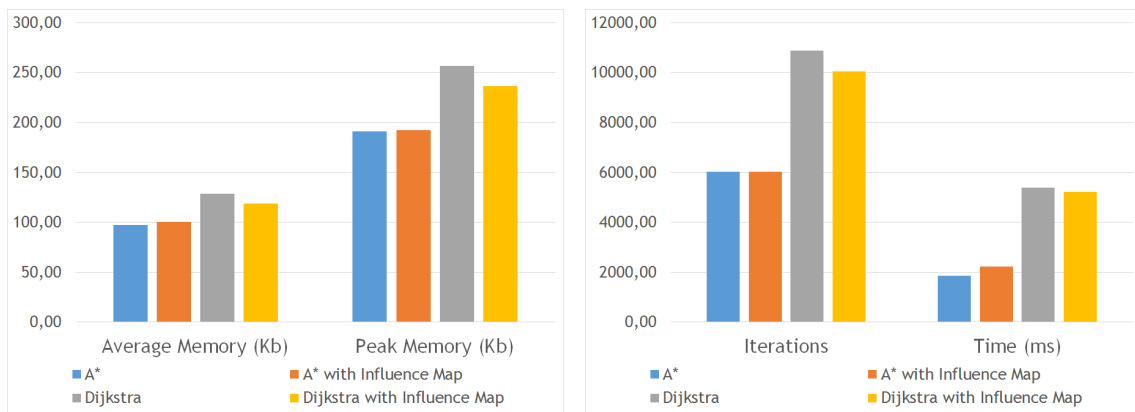 300,00
250,00
200,00
150,00
100,00
50,00
0,00
Average Memory (Kb) Peak Memory (Kb)
A* A* with Influence Map
Dijkstra Dijkstra with Influence Map
12000,00
10000,00
8000,00
6000,00
4000,00
2000,00
0,00
Iterations Time (ms)
A* A* with Influence Map
Dijkstra Dijkstra with Influence Map